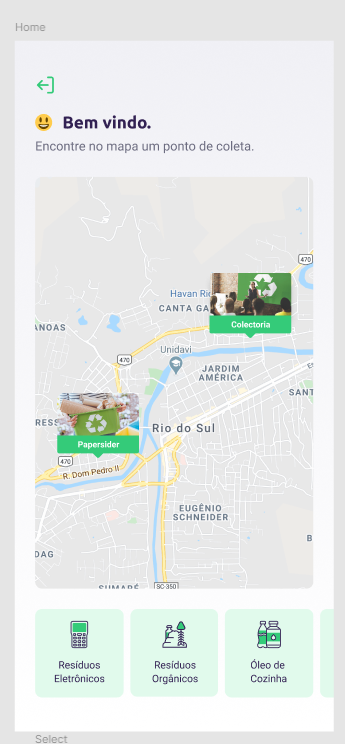 Home
Bem vindo.
Encontre no mapa um ponto de coleta.
470
Havan Rio
CANTA GA
Colectoria
ANOAS
470
Unidavi
JARDIM
AMÉRICA
SANT
Rio do Sul
Papersider
470
R. Dom Pedro II
EUGÊNIO
SCHNEIDER
B
DAG
SUMARÉ
SC-350
Resíduos
Eletrônicos
Resíduos
Orgânicos
Óleo de
Cozinha
Select